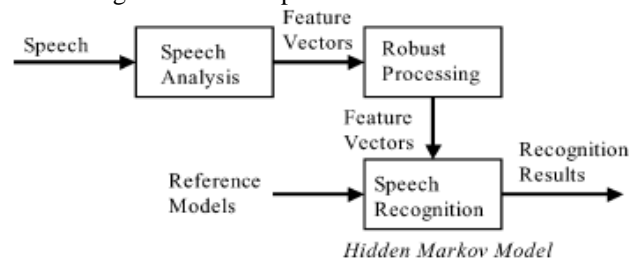 Feature
Vectors
Speech
Speech
Analysis
Robust
Processing
Feature
Vectors
Recognition
Results
Reference
Models
Speech
Recognition
Hidden Markov Model